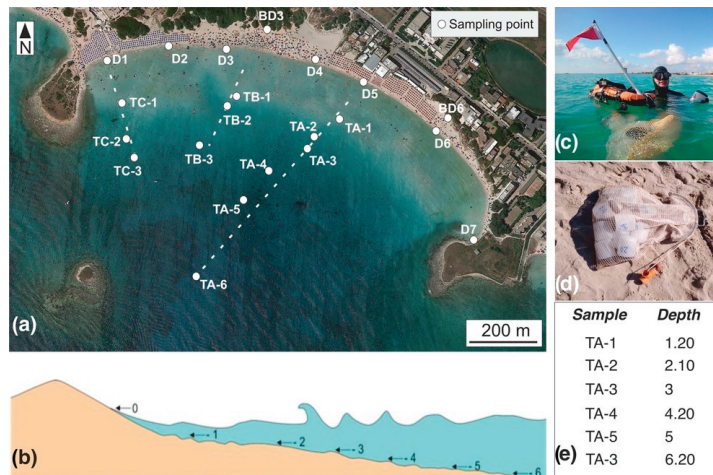 BD3
Sampling point
N
D1
D2
D3
D4
D5
BD6
D6
D7
TC-1
TC-2
TC-3
TB-1
TB-2
TB-3
TA-1
TA-2
TA-3
TA-4
TA-5
TA-6
(a)
200 m
(c)
(d)
0
1
2
3
4
5
6
(b)
Sample Depth
TA-1 1.20
TA-2 2.10
TA-3 3
TA-4 4.20
TA-5 5
TA-3 6.20
(e)